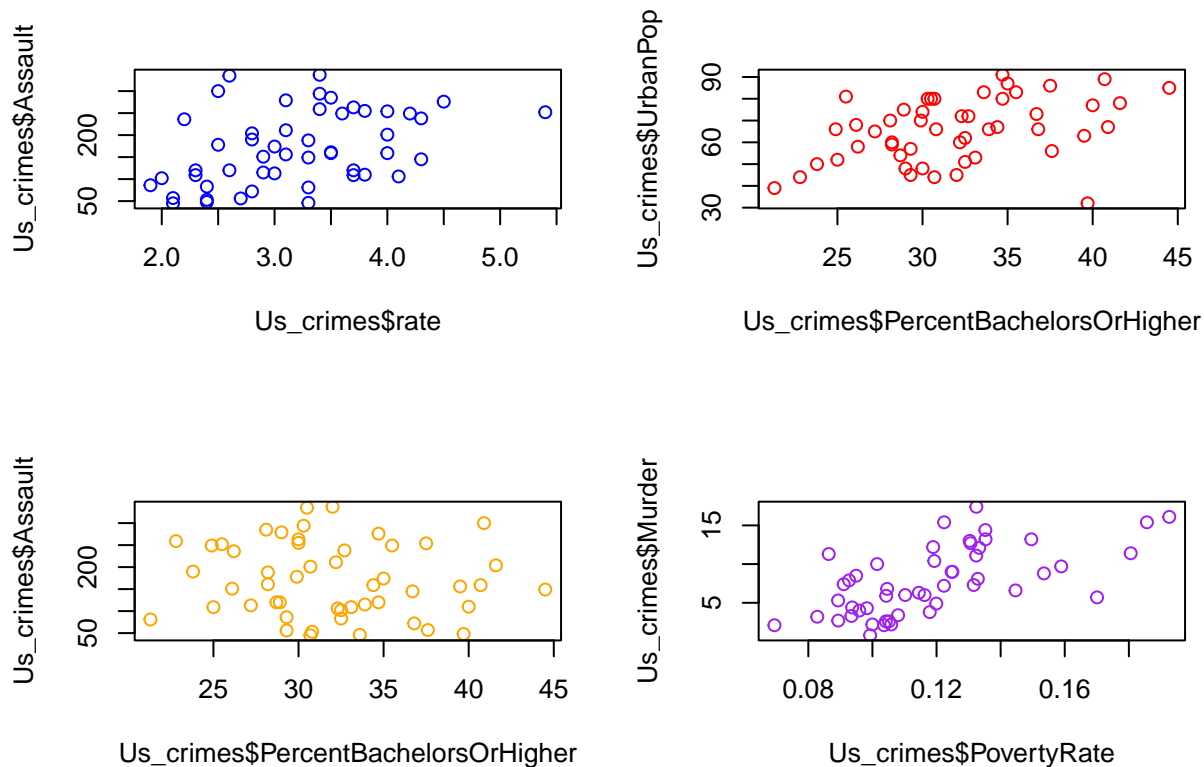 Us_crimes$Assault
200
50
2.0 3.0 4.0 5.0
Us_crimes$rate
Us_crimes$UrbanPop
90
60
30
25 30 35 40 45
Us_crimes$PercentBachelorsOrHigher
Us_crimes$Assault
200
50
25 30 35 40 45
Us_crimes$PercentBachelorsOrHigher
Us_crimes$Murder
15
5
0.08 0.12 0.16
Us_crimes$PovertyRate